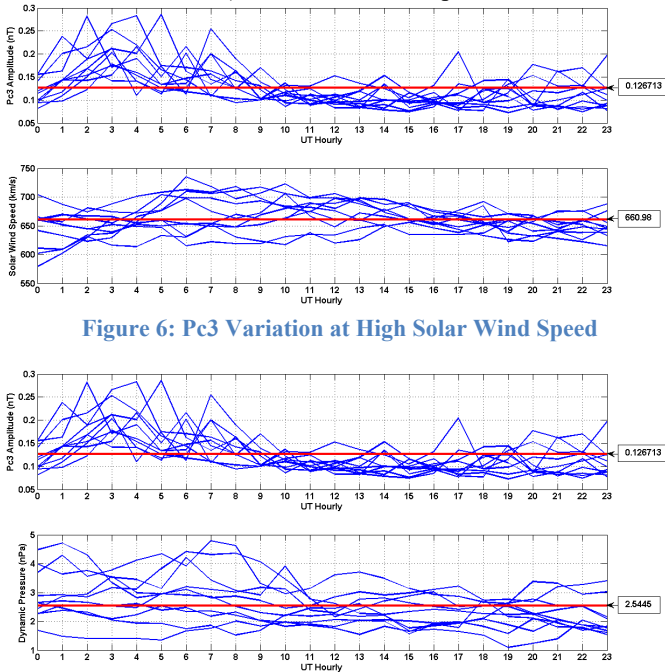 0.3
0.25
0.2
0.15
0.1
0.05
Pc3 Amplitude (nT)
0.126713
0 1 2 3 4 5 6 7 8 9 10 11 12 13 14 15 16 17 18 19 20 21 22 23
UT Hourly
750
700
650
600
550
Solar Wind Speed (km/s)
660.98
0 1 2 3 4 5 6 7 8 9 10 11 12 13 14 15 16 17 18 19 20 21 22 23
UT Hourly
Figure 6: Pc3 Variation at High Solar Wind Speed
0.3
0.25
0.2
0.15
0.1
0.05
Pc3 Amplitude (nT)
0.126713
0 1 2 3 4 5 6 7 8 9 10 11 12 13 14 15 16 17 18 19 20 21 22 23
UT Hourly
5
4
3
2
1
Dynamic Pressure (nPa)
2.5445
0 1 2 3 4 5 6 7 8 9 10 11 12 13 14 15 16 17 18 19 20 21 22 23
UT Hourly